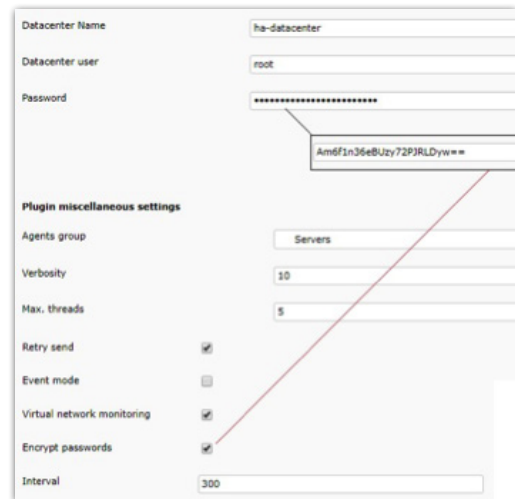 Datacenter Name
ha-datacenter
Datacenter user
root
Password
••••••••••••••••••••••••
Am6f1n36eBUzy72PJRLDyw==
Plugin miscellaneous settings
Agents group
Servers
Verbosity
10
Max. threads
5
Retry send
Event mode
Virtual network monitoring
Encrypt passwords
Interval
300